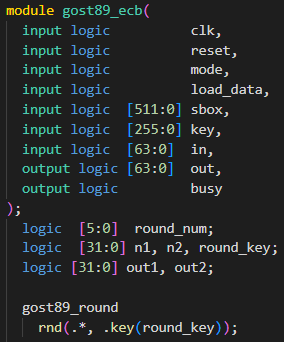 module gost89_ecb(
  input logic          clk,
  input logic          reset,
  input logic          mode,
  input logic          load_data,
  input logic  [511:0] sbox,
  input logic  [255:0] key,
  input logic  [63:0]  in,
  output logic [63:0]  out,
  output logic         busy
);
  logic  [5:0]  round_num;
  logic  [31:0] n1, n2, round_key;
  logic [31:0] out1, out2;

  gost89_round
    rnd(.*, .key(round_key));